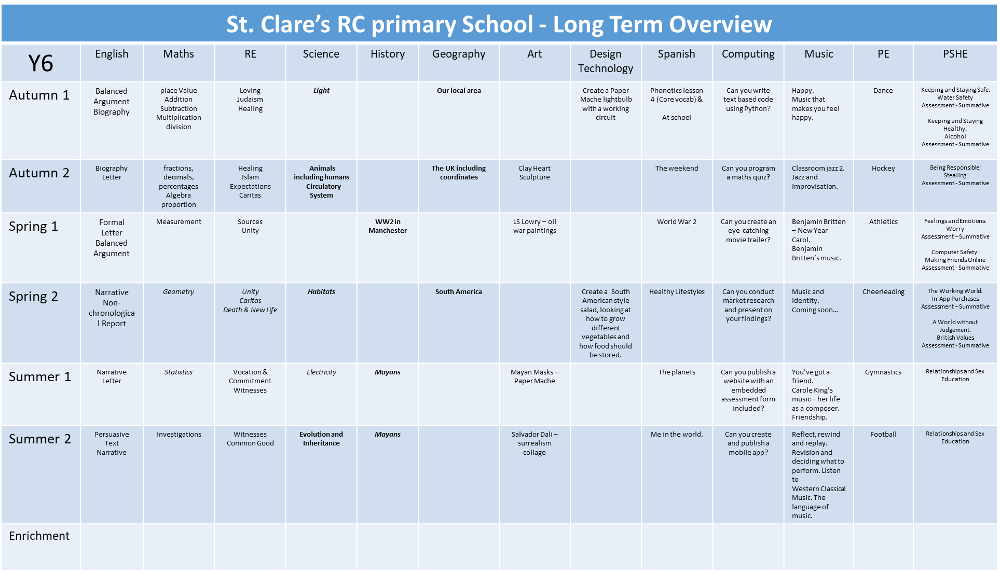 St. Clare’s RC primary School - Long Term Overview
Y6
English
Maths
RE
Science
History
Geography
Art
Design
Technology
Spanish
Computing
Music
PE
PSHE
Autumn 1
Balanced
Argument
Biography
place Value
Addition
Subtraction
Multiplication
division
Loving
Judaism
Healing
Light
Our local area
Create a Paper
Mache lightbulb
with a working
circuit
Phonetics lesson
4 (Core vocab) &
At school
Can you write
text based code
using Python?
Happy.
Music that
makes you feel
happy.
Dance
Keeping and Staying Safe:
Water Safety
Assessment - Summative
Keeping and Staying
Healthy:
Alcohol
Assessment - Summative
Autumn 2
Biography
Letter
fractions,
decimals,
percentages
Algebra
proportion
Healing
Islam
Expectations
Caritas
Animals
including humans
- Circulatory
System
The UK including
coordinates
Clay Heart
Sculpture
The weekend
Can you program
a maths quiz?
Classroom jazz 2.
Jazz and
improvisation.
Hockey
Being Responsible:
Stealing
Assessment - Summative
Spring 1
Formal
Letter
Balanced
Argument
Measurement
Sources
Unity
WW2 in
Manchester
LS Lowry – oil
war paintings
World War 2
Can you create an
eye-catching
movie trailer?
Benjamin Britten
– New Year
Carol.
Benjamin
Britten’s music.
Athletics
Feelings and Emotions:
Worry
Assessment – Summative
Computer Safety:
Making Friends Online
Assessment - Summative
Spring 2
Narrative
Non-
chronologica
l Report
Geometry
Unity
Caritas
Death & New Life
Habitats
South America
Create a South
American style
salad, looking at
how to grow
different
vegetables and
how food should
be stored.
Healthy Lifestyles
Can you conduct
market research
and present on
your findings?
Music and
identity.
Coming soon…
Cheerleading
The Working World:
In-App Purchases
Assessment – Summative
A World without
Judgement:
British Values
Assessment - Summative
Summer 1
Narrative
Letter
Statistics
Vocation &
Commitment
Witnesses
Electricity
Mayans
Mayan Masks –
Paper Mache
The planets
Can you publish a
website with an
embedded
assessment form
included?
You’ve got a
friend.
Carole King’s
music – her life
as a composer.
Friendship.
Gymnastics
Relationships and Sex
Education
Summer 2
Persuasive
Text
Narrative
Investigations
Witnesses
Common Good
Evolution and
Inheritance
Mayans
Salvador Dali –
surrealism
collage
Me in the world.
Can you create
and publish a
mobile app?
Reflect, rewind
and replay.
Revision and
deciding what to
perform. Listen
to
Western Classical
Music. The
language of
music.
Football
Relationships and Sex
Education
Enrichment